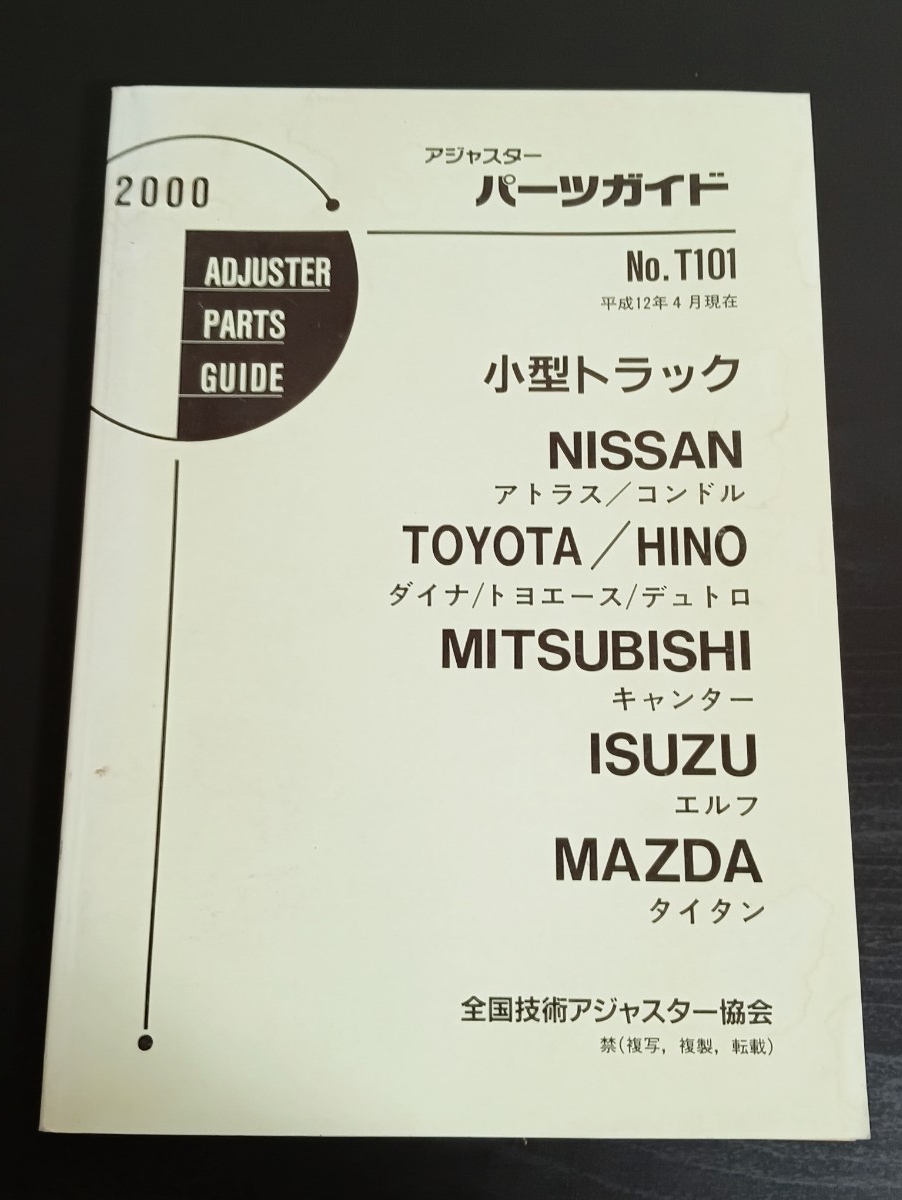 2000
ADJUSTER
PARTS
GUIDE
アジャスター
パーツガイド
No.T101
平成12年4月現在
小型トラック
NISSAN
アトラス/コンドル
TOYOTA/HINO
ダイナ/トヨエース/デュトロ
MITSUBISHI
キャンター
ISUZU
エルフ
MAZDA
タイタン
全国技術アジャスター協会
禁(複写,複製,転載)